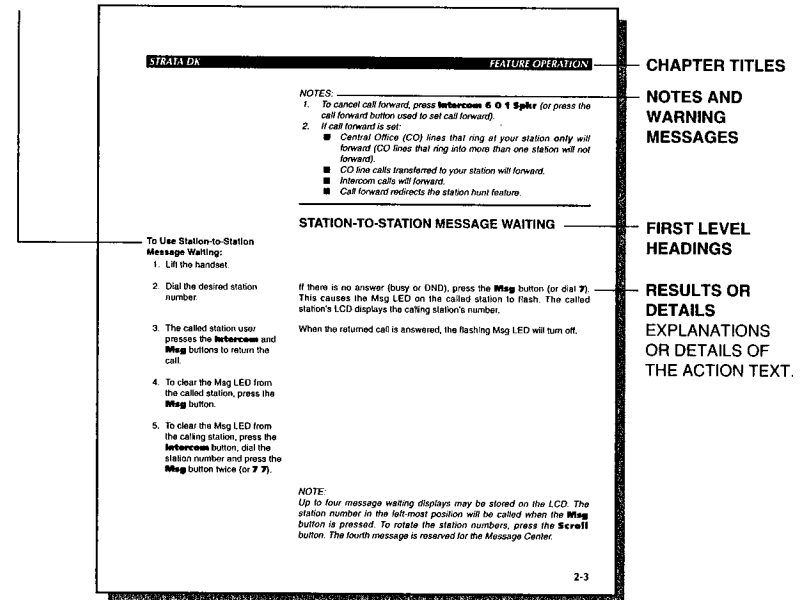 STRATA DK
FEATURE OPERATION
CHAPTER TITLES
NOTES:
1. To cancel call forward, press Intercom 6 0 1 Spkr (or press the
call forward button used to set call forward).
2. If call forward is set:
■ Central Office (CO) lines that ring at your station only will
forward (CO lines that ring into more than one station will not
forward).
■ CO line calls transferred to your station will forward.
■ Intercom calls will forward.
■ Call forward redirects the station hunt feature.
NOTES AND
WARNING
MESSAGES
STATION-TO-STATION MESSAGE WAITING
FIRST LEVEL
HEADINGS
To Use Station-to-Station
Message Waiting:
1. Lift the handset.
2. Dial the desired station
number.
If there is no answer (busy or DND), press the Msg button (or dial 7).
This causes the Msg LED on the called station to flash. The called
station's LCD displays the calling station's number.
RESULTS OR
DETAILS
EXPLANATIONS
OR DETAILS OF
THE ACTION TEXT.
3. The called station user
presses the Intercom and
Msg buttons to return the
call.
When the returned call is answered, the flashing Msg LED will turn off.
4. To clear the Msg LED from
the called station, press the
Msg button.
5. To clear the Msg LED from
the calling station, press the
Intercom button, dial the
station number and press the
Msg button twice (or 7 7).
NOTE:
Up to four message waiting displays may be stored on the LCD. The
station number in the left-most position will be called when the Msg
button is pressed. To rotate the station numbers, press the Scroll
button. The fourth message is reserved for the Message Center.
2-3